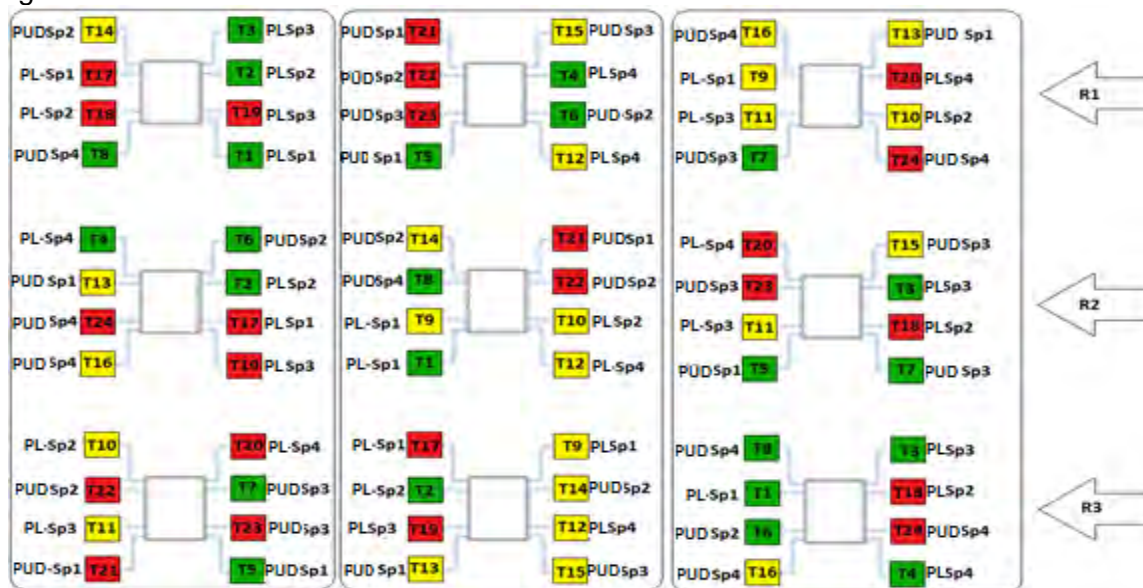 PUDSp2 T14 T3 PLSp3 PUDSp1 T21 T15 PUDSp3 PUDSp4 T16 T13 PUD Sp1
PL-Sp1 T17 T2 PLSp2 PUDSp2 T22 T4 PLSp4 PL-Sp1 T9 T20 PLSp4
R1
PL-Sp2 T18 T19 PLSp3 PUDSp3 T23 T6 PUD-Sp2 PL-Sp3 T11 T10 PLSp2
PUD Sp4 T8 T1 PLSp1 PUD Sp1 T5 T12 PLSp4 PUDSp3 T7 T24 PUDSp4
PL-Sp4 T4 T6 PUDSp2 PUDSp2 T14 T21 PUDSp1 PL-Sp4 T20 T15 PUDSp3
PUD Sp1 T13 T2 PLSp2 PUDSp4 T8 T22 PUDSp2 PUDSp3 T23 T3 PLSp3
R2
PUD Sp4 T24 T17 PLSp1 PL-Sp1 T9 T10 PLSp2 PL-Sp3 T11 T18 PLSp2
PUD Sp4 T16 T19 PLSp3 PL-Sp1 T1 T12 PL-Sp4 PUDSp1 T5 T7 PUD Sp3
PL-Sp2 T10 T20 PL-Sp4 PL-Sp1 T17 T9 PLSp1 PUDSp4 T8 T3 PLSp3
PUDSp2 T22 T7 PUDSp3 PL-Sp2 T2 T14 PUDSp2 PL-Sp1 T1 T18 PLSp2
R3
PL-Sp3 T11 T23 PUDSp3 PLSp3 T19 T12 PLSp4 PUDSp2 T6 T24 PUDSp4
PUD-Sp1 T21 T5 PUDSp1 PUD Sp1 T13 T15 PUDSp3 PUDSp4 T16 T4 PLSp4